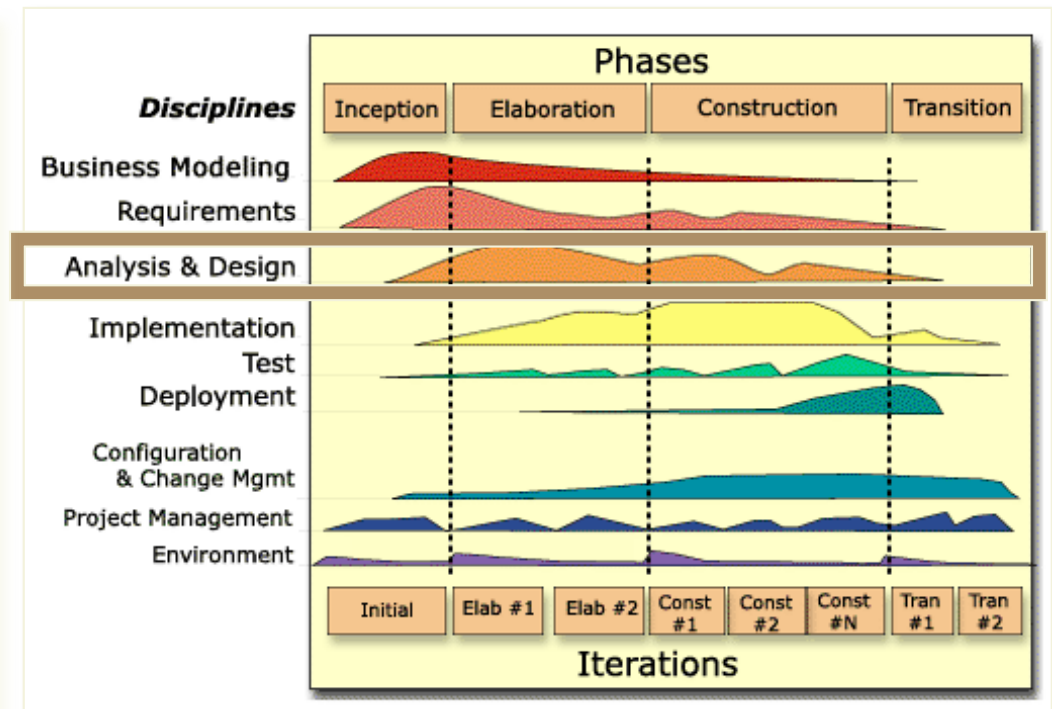 Phases
Disciplines
Inception
Elaboration
Construction
Transition
Business Modeling
Requirements
Analysis & Design
Implementation
Test
Deployment
Configuration
& Change Mgmt
Project Management
Environment
Initial
Elab #1
Elab #2
Const
#1
Const
#2
Const
#N
Tran
#1
Tran
#2
Iterations